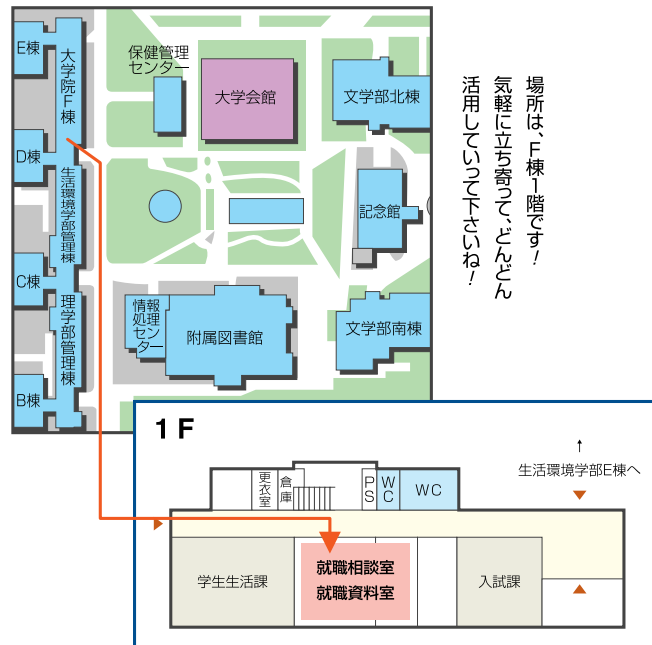 E棟
大学院F棟
保健管理
センター
大学会館
文学部北棟
D棟
生活環境学部管理棟
記念館
C棟
理学部管理棟
情報
処理
セン
ター
附属図書館
文学部南棟
B棟
場所は、F棟1階です!
気軽に立ち寄って、どんどん
活用していって下さいね!
1F
↑
生活環境学部E棟へ
更衣室
倉庫
PS
WC
WC
学生生活課
就職相談室
就職資料室
入試課